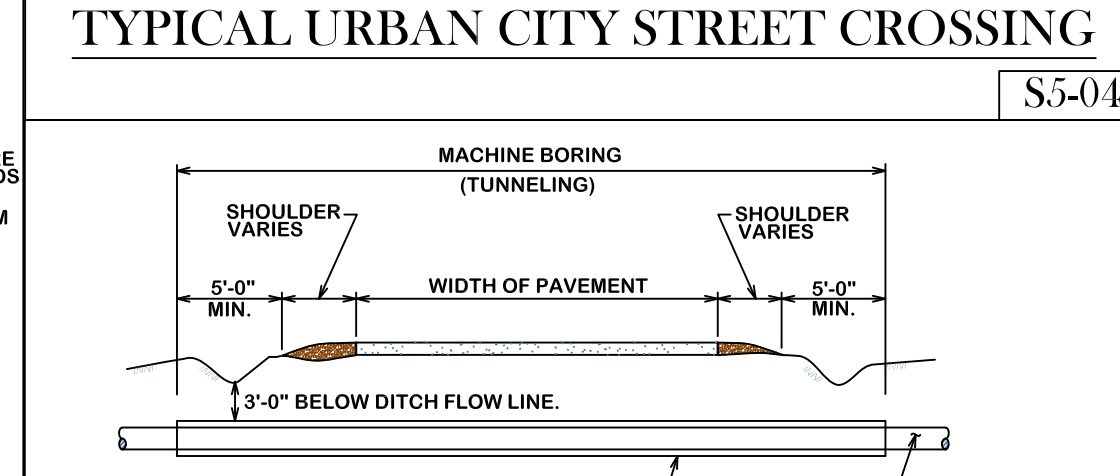 TYPICAL URBAN CITY STREET CROSSING
S5-04
MACHINE BORING
(TUNNELING)
SHOULDER
VARIES
SHOULDER
VARIES
5'-0"
MIN.
WIDTH OF PAVEMENT
5'-0"
MIN.
3'-0" BELOW DITCH FLOW LINE.